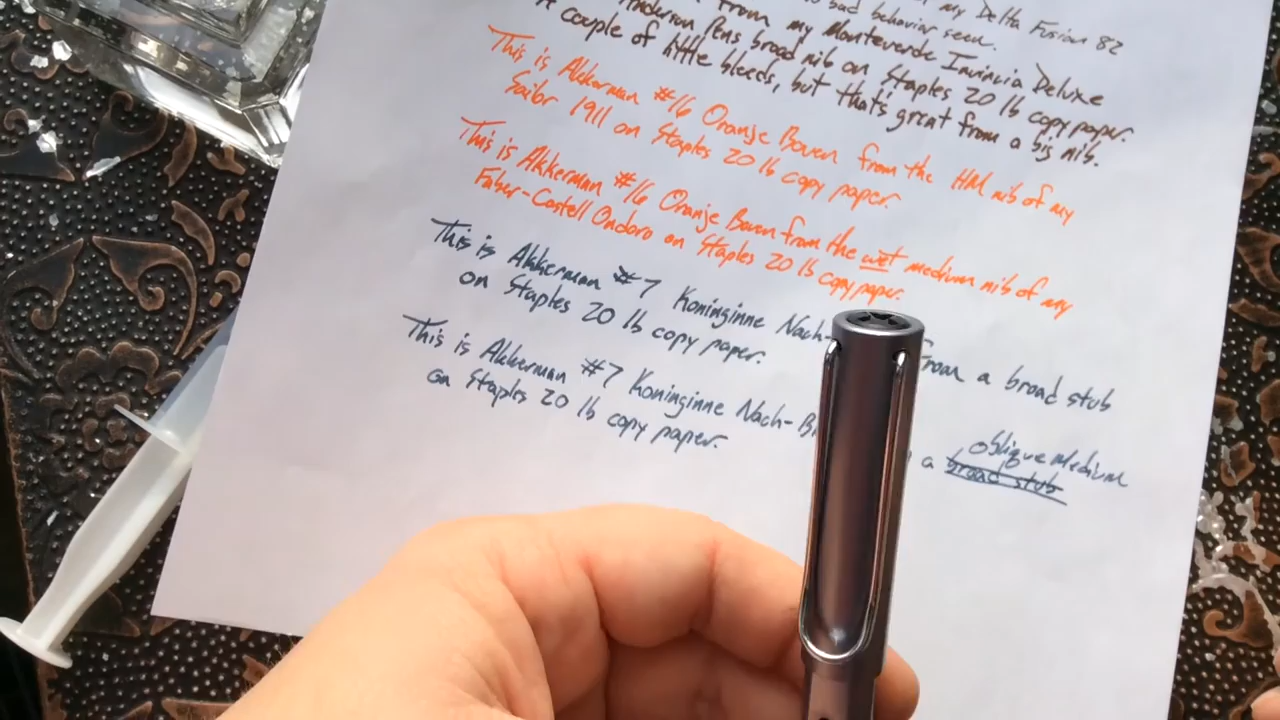 my Delta Fusion 82
bad behavior seen.
from my Monteverde Invincia Deluxe
Anderson Pens broad nib on Staples 20 lb copy paper.
A couple of little bleeds, but that's great from a big nib.
This is Akkerman #16 Oranje Boven from the HM nib of my
Sailor 1911 on Staples 20 lb copy paper.
This is Akkerman #16 Oranje Boven from the wet medium nib of my
Faber-Castell Ondoro on Staples 20 lb copy paper.
This is Akkerman #7 Koninginne Nach- from a broad stub
on Staples 20 lb copy paper.
This is Akkerman #7 Koninginne Nach-Bl a broad stub oblique medium
on Staples 20 lb copy paper.